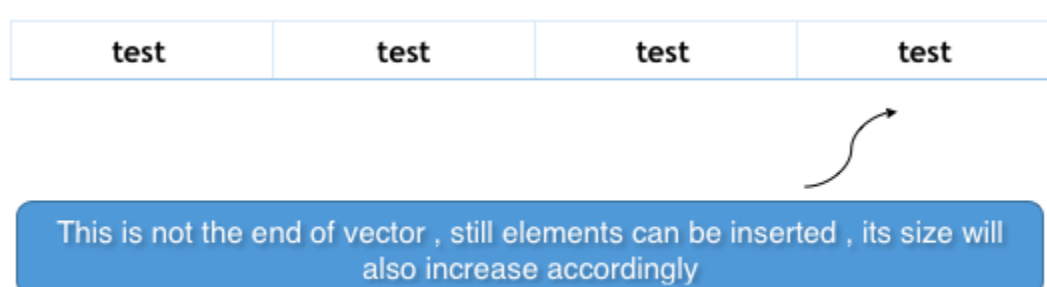 test test test test
This is not the end of vector , still elements can be inserted , its size will
also increase accordingly